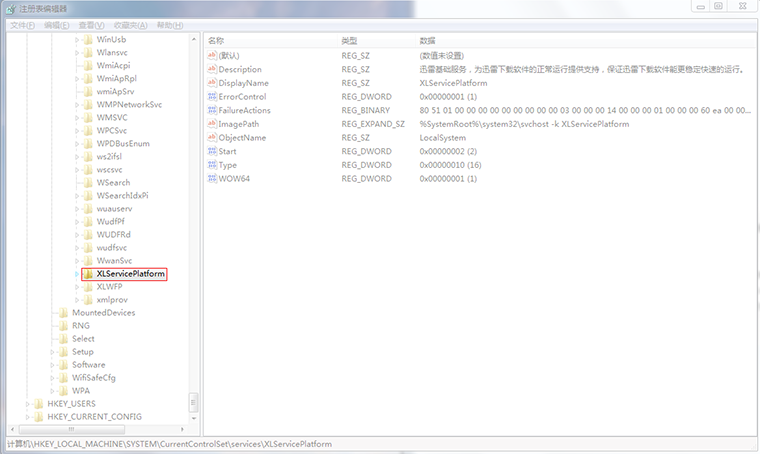 注册表编辑器
文件(F) 编辑(E) 查看(V) 收藏夹(A) 帮助(H)
WinUsb
Wlansvc
WmiAcpi
WmiApRpl
wmiApSrv
WMPNetworkSvc
WMSVC
WPCSvc
WPDBusEnum
ws2ifsl
wscsvc
WSearch
WSearchIdxPi
wuauserv
WudfPf
WUDFRd
wudfsvc
WwanSvc
XLServicePlatform
XLWFP
xmlprov
MountedDevices
RNG
Select
Setup
Software
WifiSafeCfg
WPA
HKEY_USERS
HKEY_CURRENT_CONFIG
名称 类型 数据
(默认) REG_SZ (数值未设置)
Description REG_SZ 迅雷基础服务，为迅雷下载软件的正常运行提供支持，保证迅雷下载软件能更稳定快速的运行。
DisplayName REG_SZ XLServicePlatform
ErrorControl REG_DWORD 0x00000001 (1)
FailureActions REG_BINARY 80 51 01 00 00 00 00 00 00 00 00 00 03 00 00 00 14 00 00 00 01 00 00 00 60 ea 00 00...
ImagePath REG_EXPAND_SZ %SystemRoot%\system32\svchost -k XLServicePlatform
ObjectName REG_SZ LocalSystem
Start REG_DWORD 0x00000002 (2)
Type REG_DWORD 0x00000010 (16)
WOW64 REG_DWORD 0x00000001 (1)
计算机\HKEY_LOCAL_MACHINE\SYSTEM\CurrentControlSet\services\XLServicePlatform